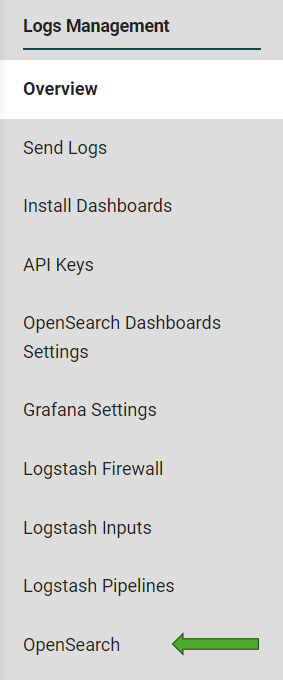 Logs Management
Overview
Send Logs
Install Dashboards
API Keys
OpenSearch Dashboards
Settings
Grafana Settings
Logstash Firewall
Logstash Inputs
Logstash Pipelines
OpenSearch